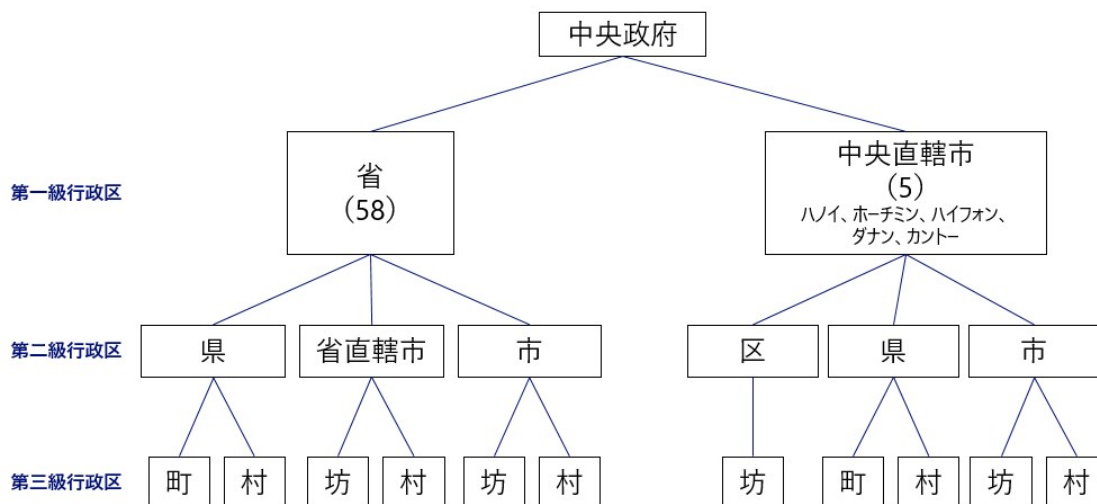 中央政府
第一級行政区
省
（58）
中央直轄市
（5）
ハノイ、ホーチミン、ハイフォン、
ダナン、カントー
第二級行政区
県
省直轄市
市
区
県
市
第三級行政区
町
村
坊
村
坊
村
坊
町
村
坊
村